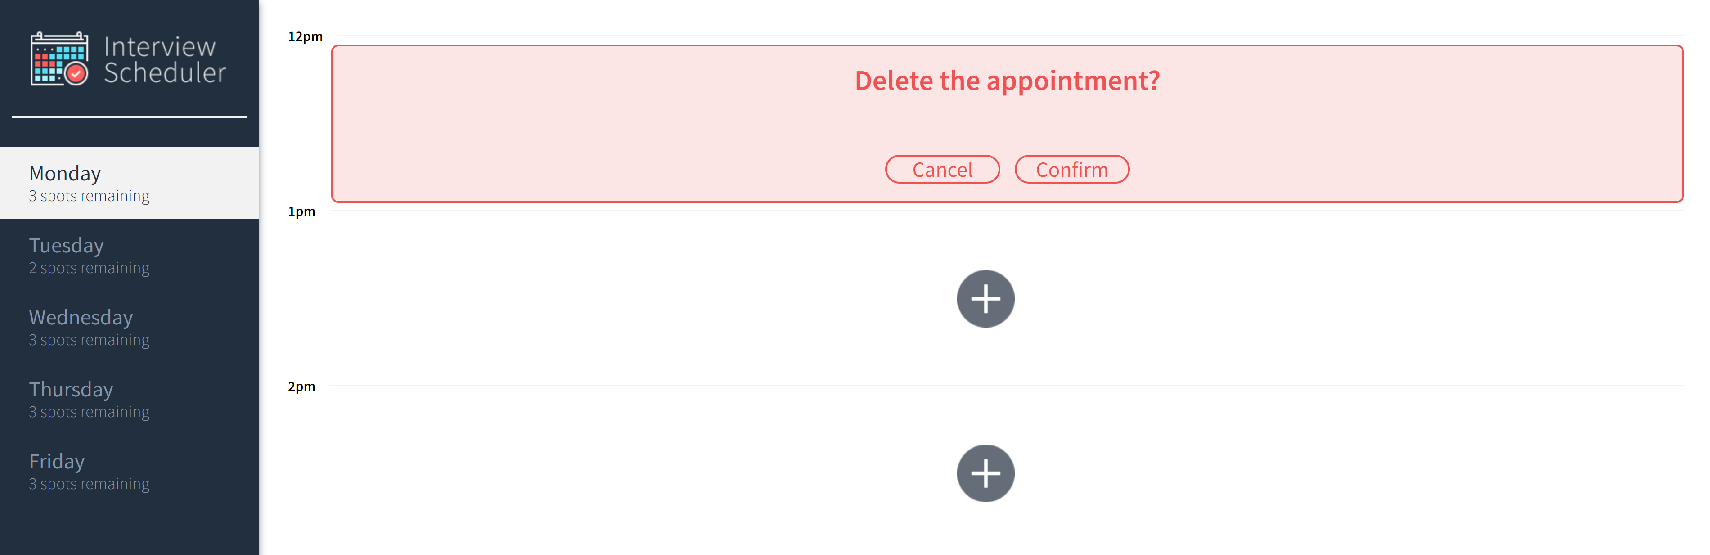 Interview
Scheduler
Monday
3 spots remaining
Tuesday
2 spots remaining
Wednesday
3 spots remaining
Thursday
3 spots remaining
Friday
3 spots remaining
12pm
Delete the appointment?
Cancel Confirm
1pm
2pm